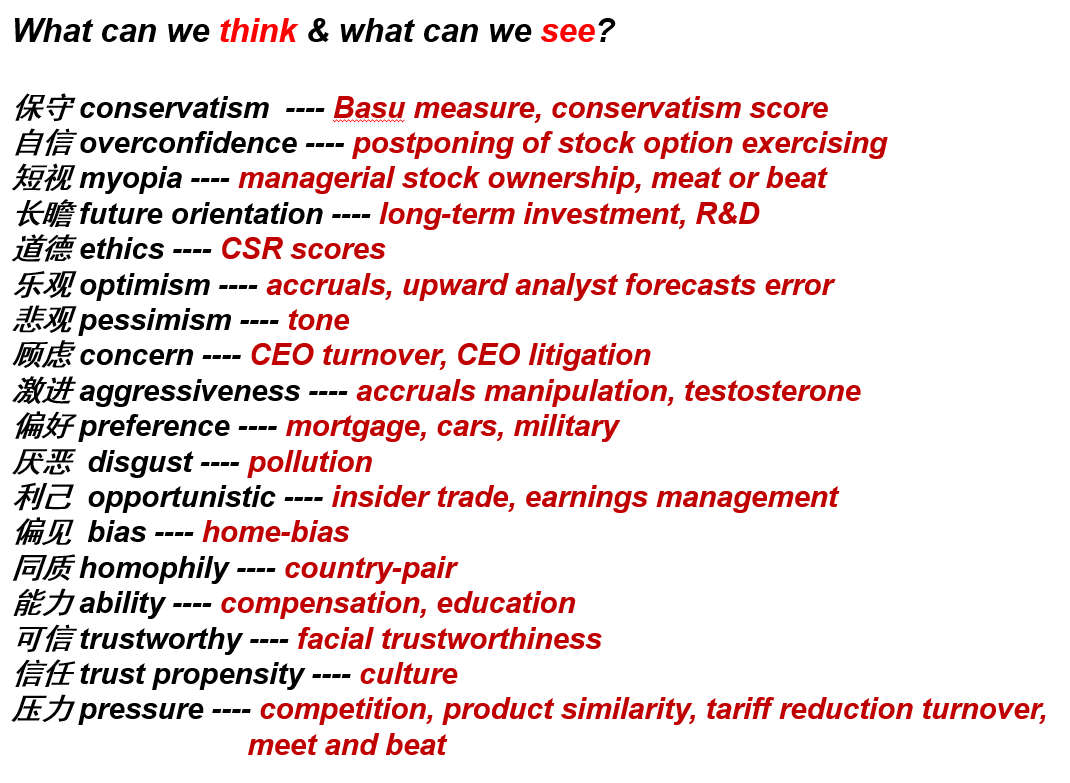 What can we think & what can we see?
保守 conservatism ---- Basu measure, conservatism score
自信 overconfidence ---- postponing of stock option exercising
短视 myopia ---- managerial stock ownership, meat or beat
长瞻 future orientation ---- long-term investment, R&D
道德 ethics ---- CSR scores
乐观 optimism ---- accruals, upward analyst forecasts error
悲观 pessimism ---- tone
顾虑 concern ---- CEO turnover, CEO litigation
激进 aggressiveness ---- accruals manipulation, testosterone
偏好 preference ---- mortgage, cars, military
厌恶 disgust ---- pollution
利己 opportunistic ---- insider trade, earnings management
偏见 bias ---- home-bias
同质 homophily ---- country-pair
能力 ability ---- compensation, education
可信 trustworthy ---- facial trustworthiness
信任 trust propensity ---- culture
压力 pressure ---- competition, product similarity, tariff reduction turnover,
meet and beat